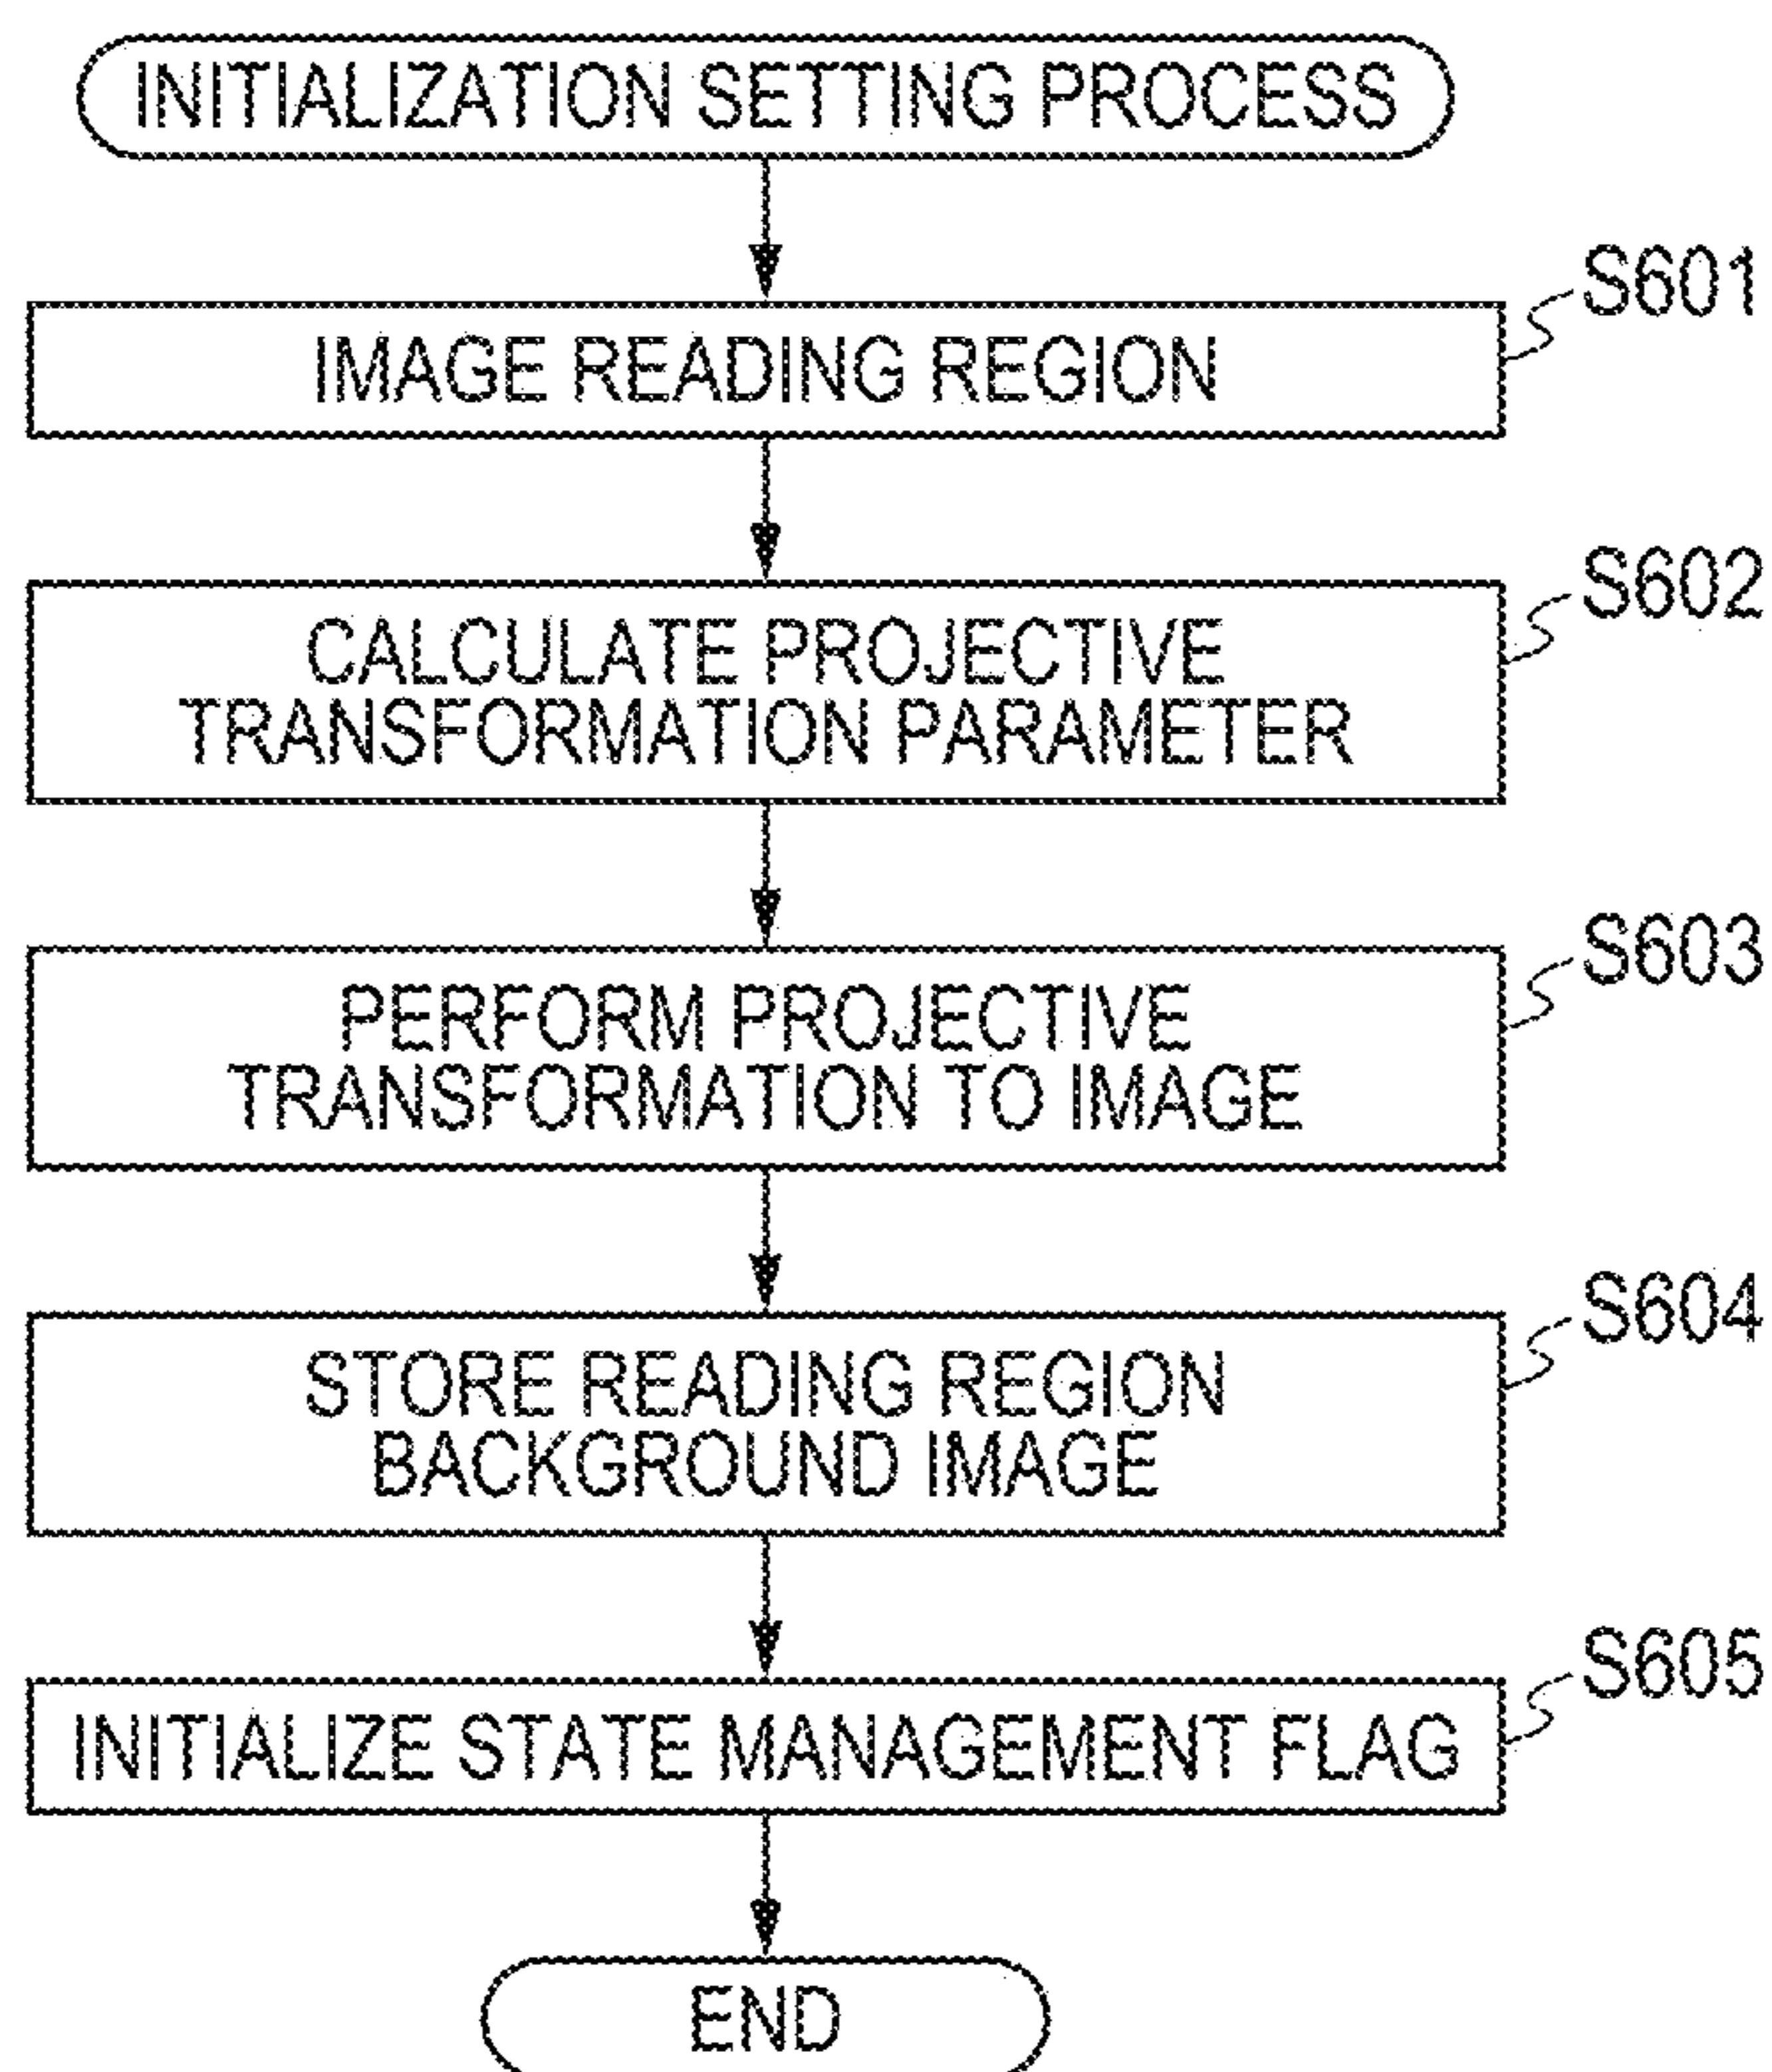 INITIALIZATION SETTING PROCESS
S601
IMAGE READING REGION
S602
CALCULATE PROJECTIVE
TRANSFORMATION PARAMETER
S603
PERFORM PROJECTIVE
TRANSFORMATION TO IMAGE
S604
STORE READING REGION
BACKGROUND IMAGE
S605
INITIALIZE STATE MANAGEMENT FLAG
END